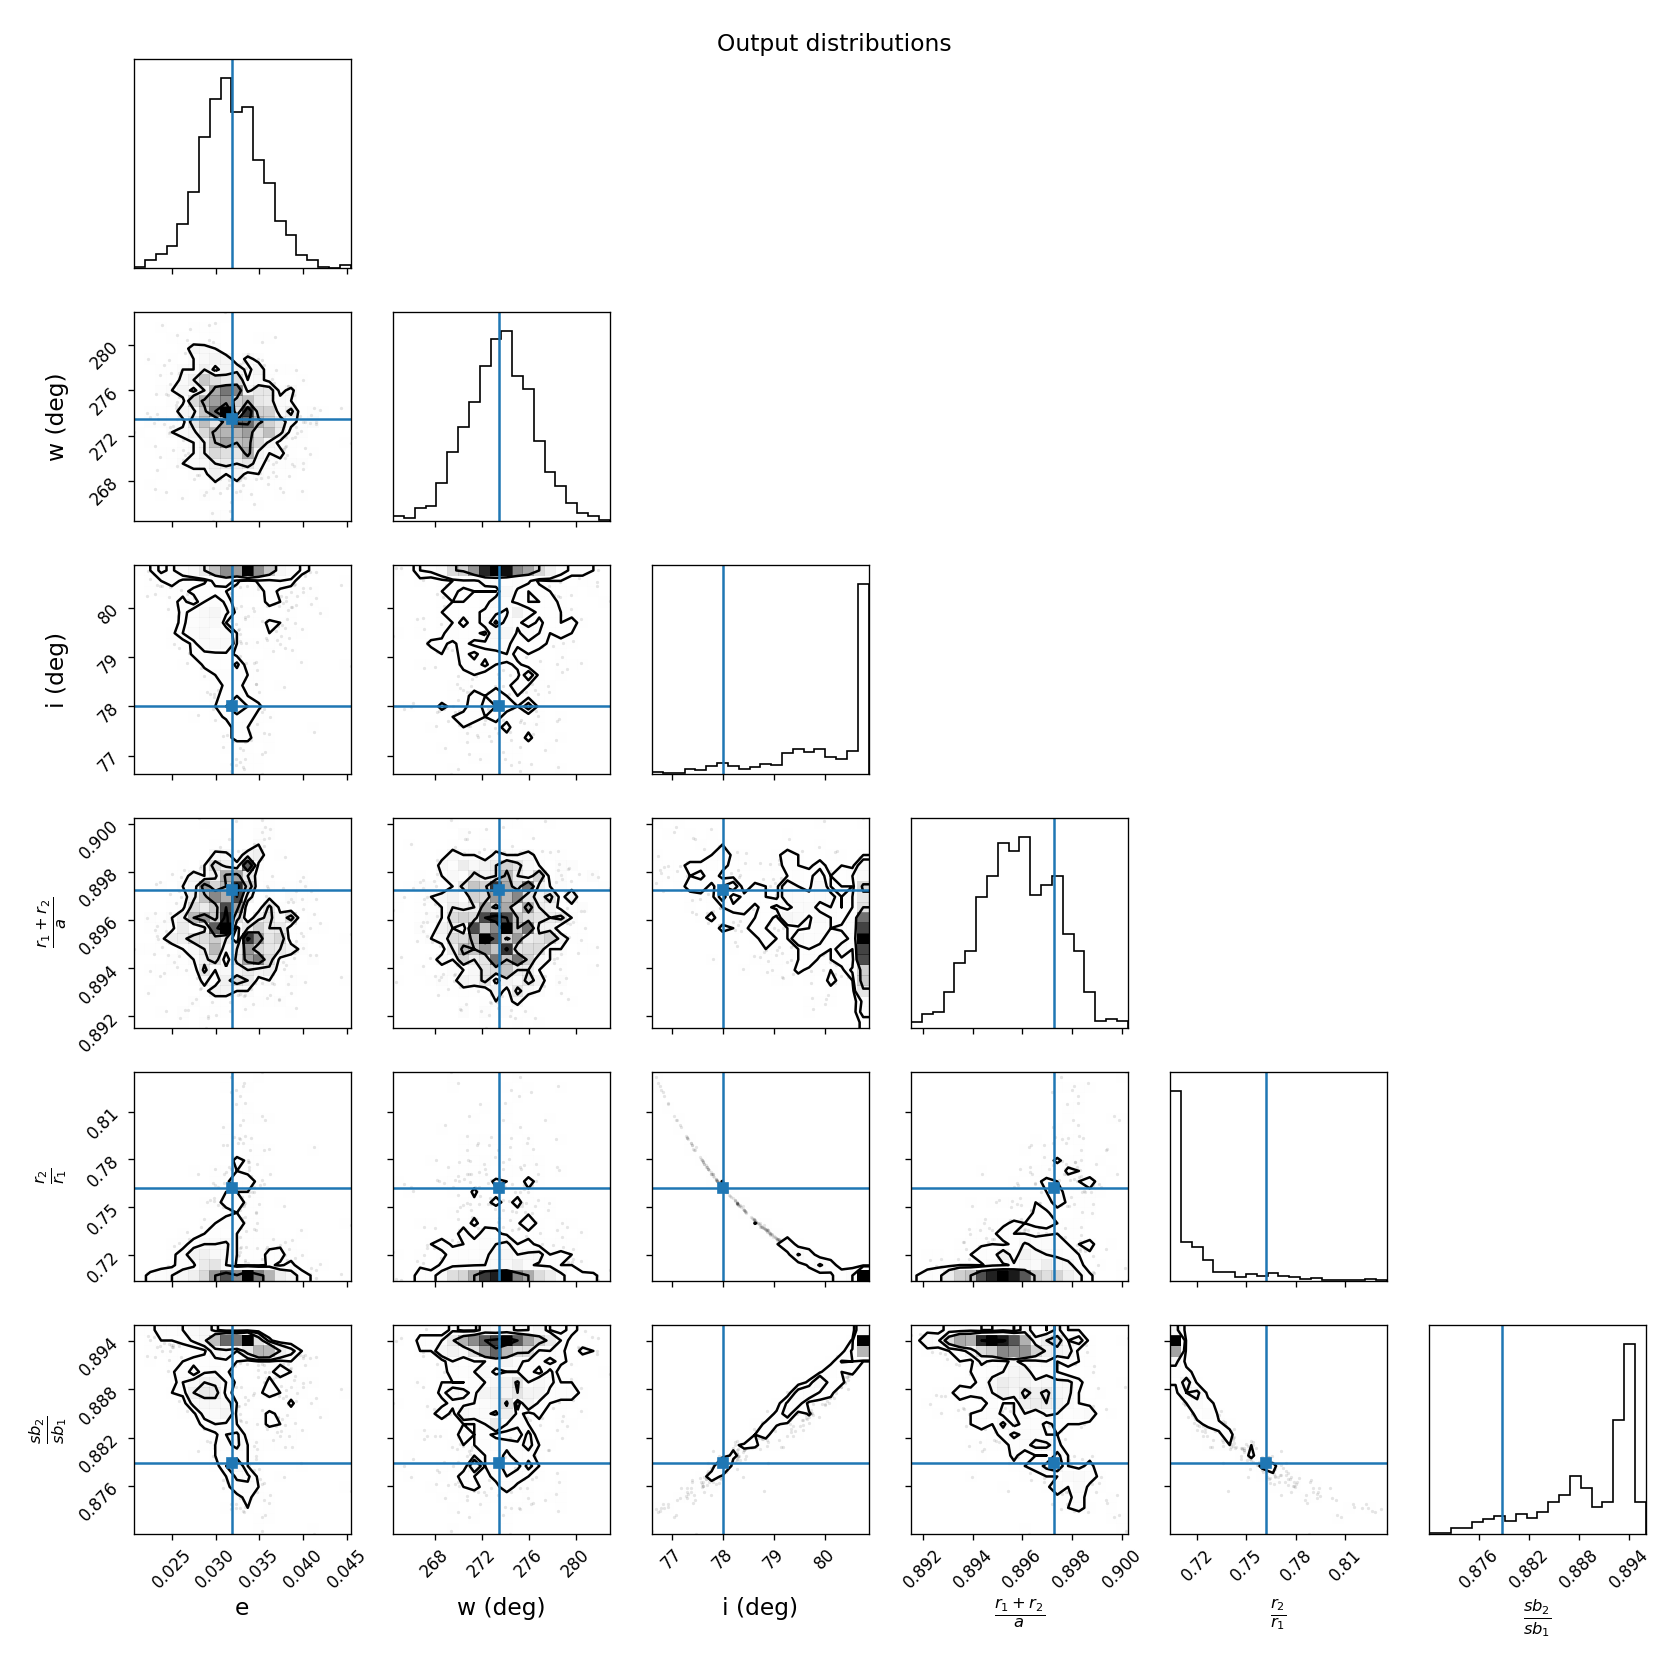 Output distributions
w (deg)
280
276
272
268
i (deg)
80
79
78
77
r₁ + r₂
a
0.900
0.898
0.896
0.894
0.892
r₂
r₁
0.81
0.78
0.75
0.72
sb₂
sb₁
0.894
0.888
0.882
0.876
0.025 0.030 0.035 0.040 0.045
268 272 276 280
77 78 79 80
0.892 0.894 0.896 0.898 0.900
0.72 0.75 0.78 0.81
0.876 0.882 0.888 0.894
e
w (deg)
i (deg)
r₁ + r₂
a
r₂
r₁
sb₂
sb₁